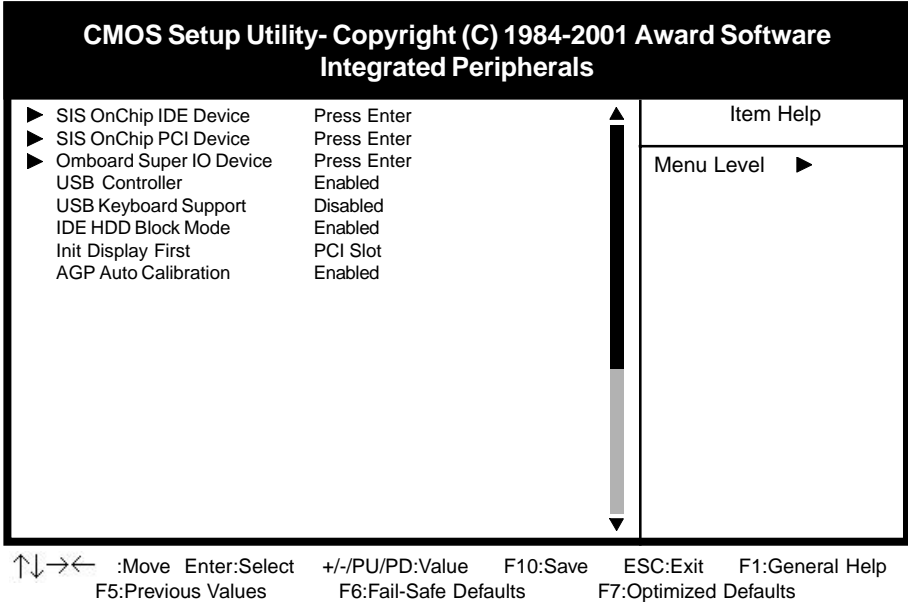 CMOS Setup Utility- Copyright (C) 1984-2001 Award Software
Integrated Peripherals
SIS OnChip IDE Device Press Enter
SIS OnChip PCI Device Press Enter
Omboard Super IO Device Press Enter
USB Controller Enabled
USB Keyboard Support Disabled
IDE HDD Block Mode Enabled
Init Display First PCI Slot
AGP Auto Calibration Enabled
Item Help
Menu Level
↑↓→← :Move Enter:Select +/-/PU/PD:Value F10:Save ESC:Exit F1:General Help
F5:Previous Values F6:Fail-Safe Defaults F7:Optimized Defaults